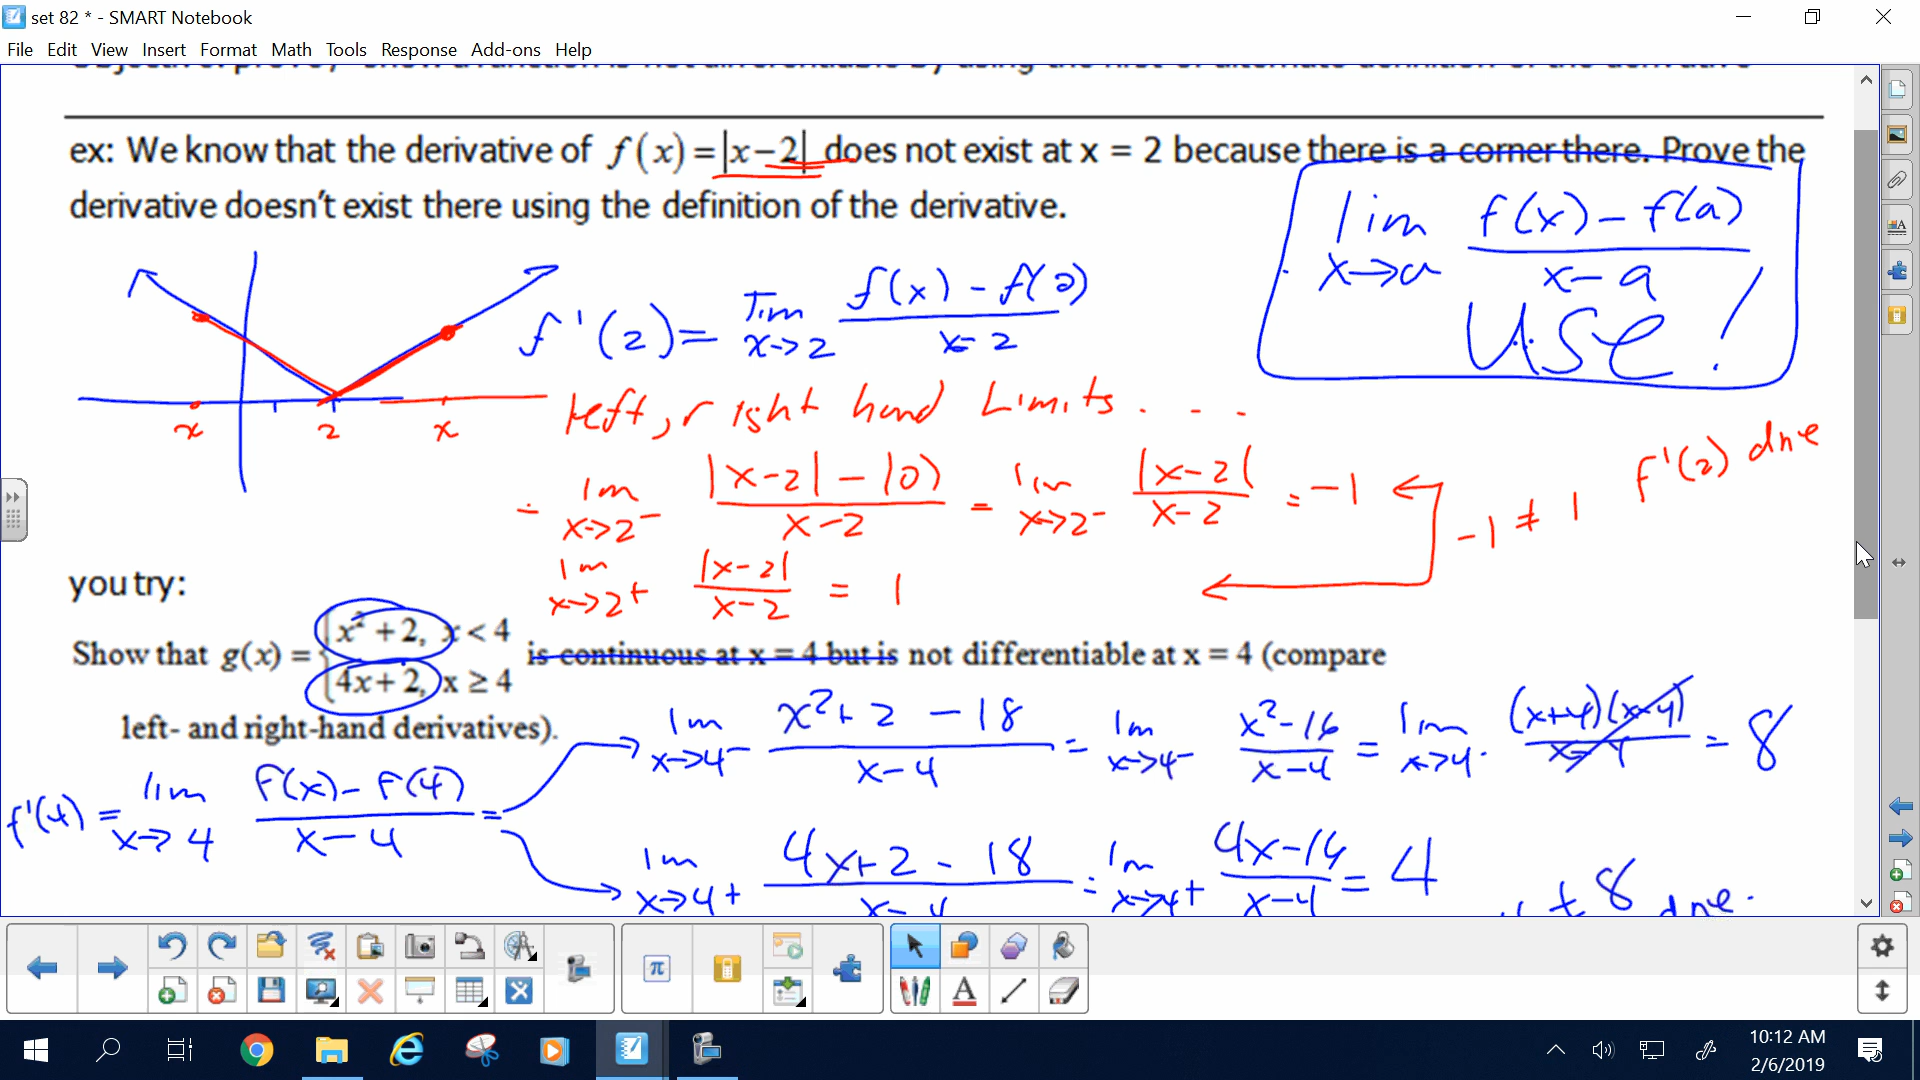 set 82 * - SMART Notebook
File Edit View Insert Format Math Tools Response Add-ons Help
ex: We know that the derivative of f(x)=|x−2| does not exist at x = 2 because there is a corner there. Prove the
derivative doesn't exist there using the definition of the derivative.
lim x→a (f(x) − f(a))/(x − a)
USE!
f'(2) = lim x→2 (f(x) − f(2))/(x − 2)
x 2 x
left, right hand Limits . . .
f'(2) dne
= lim x→2⁻ (|x−2| − |0|)/(x−2) = lim x→2⁻ |x−2|/(x−2) = −1
−1 ≠ 1
lim x→2+ |x−2|/(x−2) = 1
you try:
Show that g(x) = { x² + 2, x < 4
4x + 2, x ≥ 4
is continuous at x = 4 but is not differentiable at x = 4 (compare
left- and right-hand derivatives).
lim x→4⁻ (x² + 2 − 18)/(x−4) = lim x→4⁻ (x²−16)/(x−4) = lim x→4⁻ (x+4)(x−4)/(x−4) = 8
f'(4) = lim x→4 (f(x) − f(4))/(x−4) =
lim x→4+ (4x+2 − 18)/(x−4) = lim x→4+ (4x−16)/(x−4) = 4
≠ 8 dne.
10:12 AM
2/6/2019